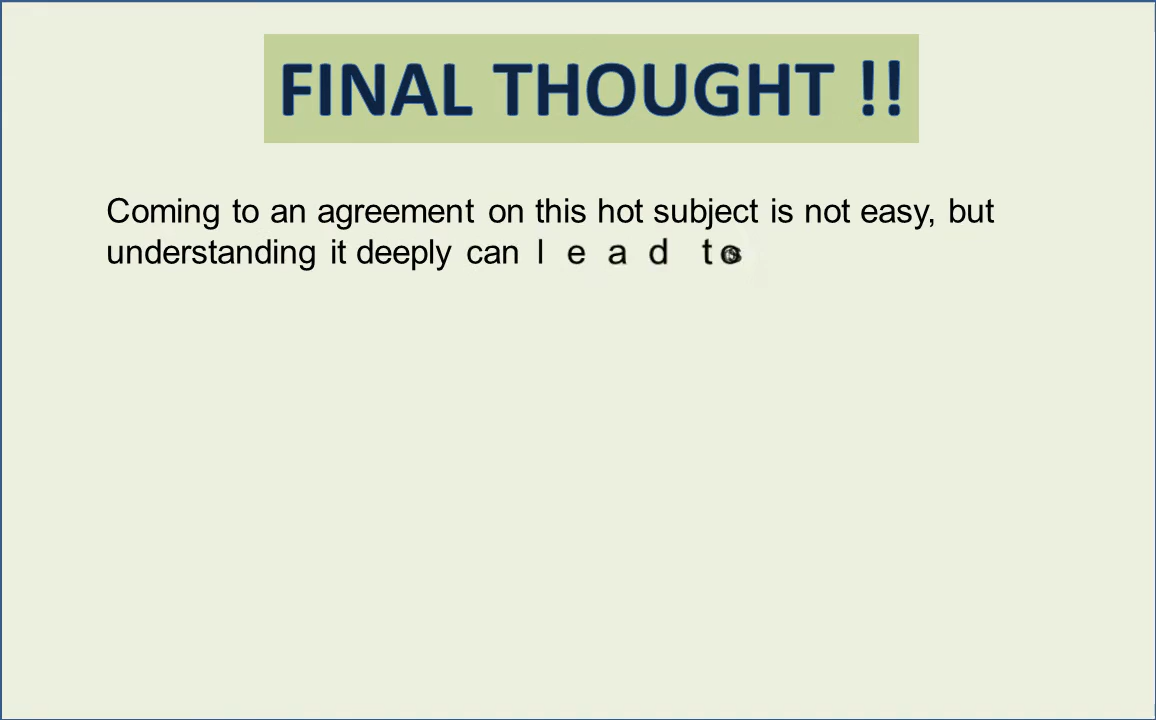 FINAL THOUGHT !!
Coming to an agreement on this hot subject is not easy, but
understanding it deeply can lead to